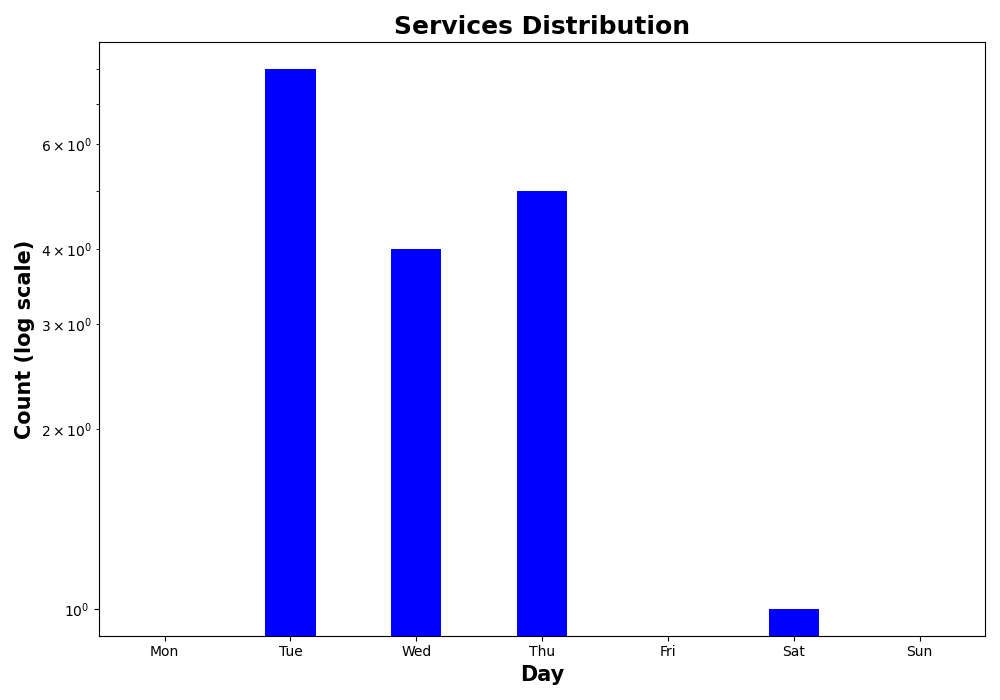 Services Distribution
Count (log scale)
6 × 10⁰
4 × 10⁰
3 × 10⁰
2 × 10⁰
10⁰
Mon Tue Wed Thu Fri Sat Sun
Day